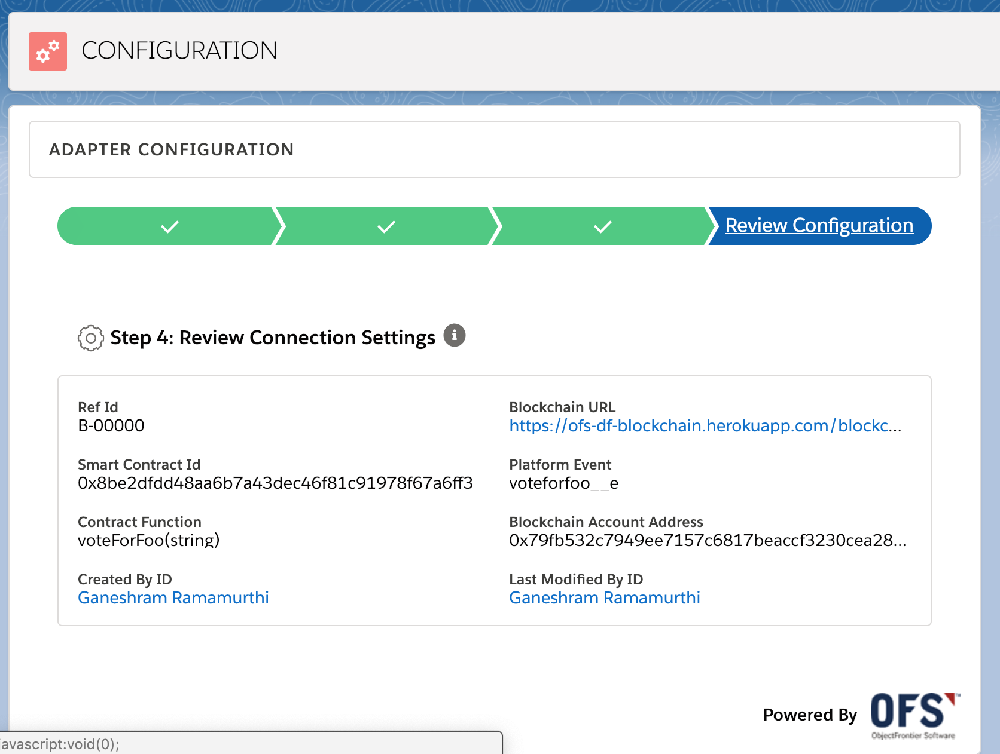 CONFIGURATION
ADAPTER CONFIGURATION
Review Configuration
Step 4: Review Connection Settings
Ref Id
B-00000
Blockchain URL
https://ofs-df-blockchain.herokuapp.com/blockc...
Smart Contract Id
0x8be2dfdd48aa6b7a43dec46f81c91978f67a6ff3
Platform Event
voteforfoo__e
Contract Function
voteForFoo(string)
Blockchain Account Address
0x79fb532c7949ee7157c6817beaccf3230cea28...
Created By ID
Ganeshram Ramamurthi
Last Modified By ID
Ganeshram Ramamurthi
Powered By
OFS™
ObjectFrontier Software
avascript:void(0);